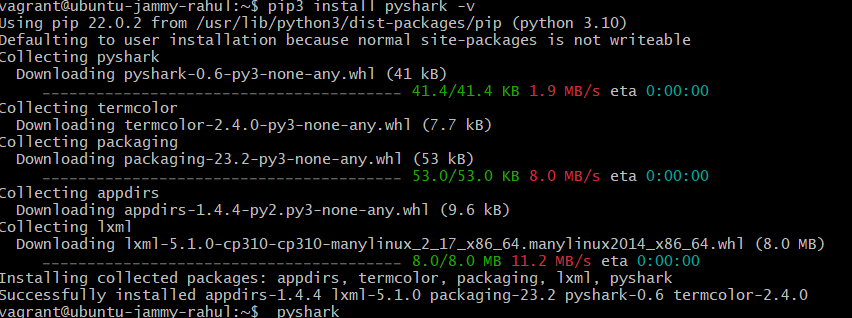 vagrant@ubuntu-jammy-rahul:~$ pip3 install pyshark -v
Using pip 22.0.2 from /usr/lib/python3/dist-packages/pip (python 3.10)
Defaulting to user installation because normal site-packages is not writeable
Collecting pyshark
  Downloading pyshark-0.6-py3-none-any.whl (41 kB)
     ---------------------------------------- 41.4/41.4 KB 1.9 MB/s eta 0:00:00
Collecting termcolor
  Downloading termcolor-2.4.0-py3-none-any.whl (7.7 kB)
Collecting packaging
  Downloading packaging-23.2-py3-none-any.whl (53 kB)
     ---------------------------------------- 53.0/53.0 KB 8.0 MB/s eta 0:00:00
Collecting appdirs
  Downloading appdirs-1.4.4-py2.py3-none-any.whl (9.6 kB)
Collecting lxml
  Downloading lxml-5.1.0-cp310-cp310-manylinux_2_17_x86_64.manylinux2014_x86_64.whl (8.0 MB)
     ---------------------------------------- 8.0/8.0 MB 11.2 MB/s eta 0:00:00
Installing collected packages: appdirs, termcolor, packaging, lxml, pyshark
Successfully installed appdirs-1.4.4 lxml-5.1.0 packaging-23.2 pyshark-0.6 termcolor-2.4.0
vagrant@ubuntu-jammy-rahul:~$  pyshark